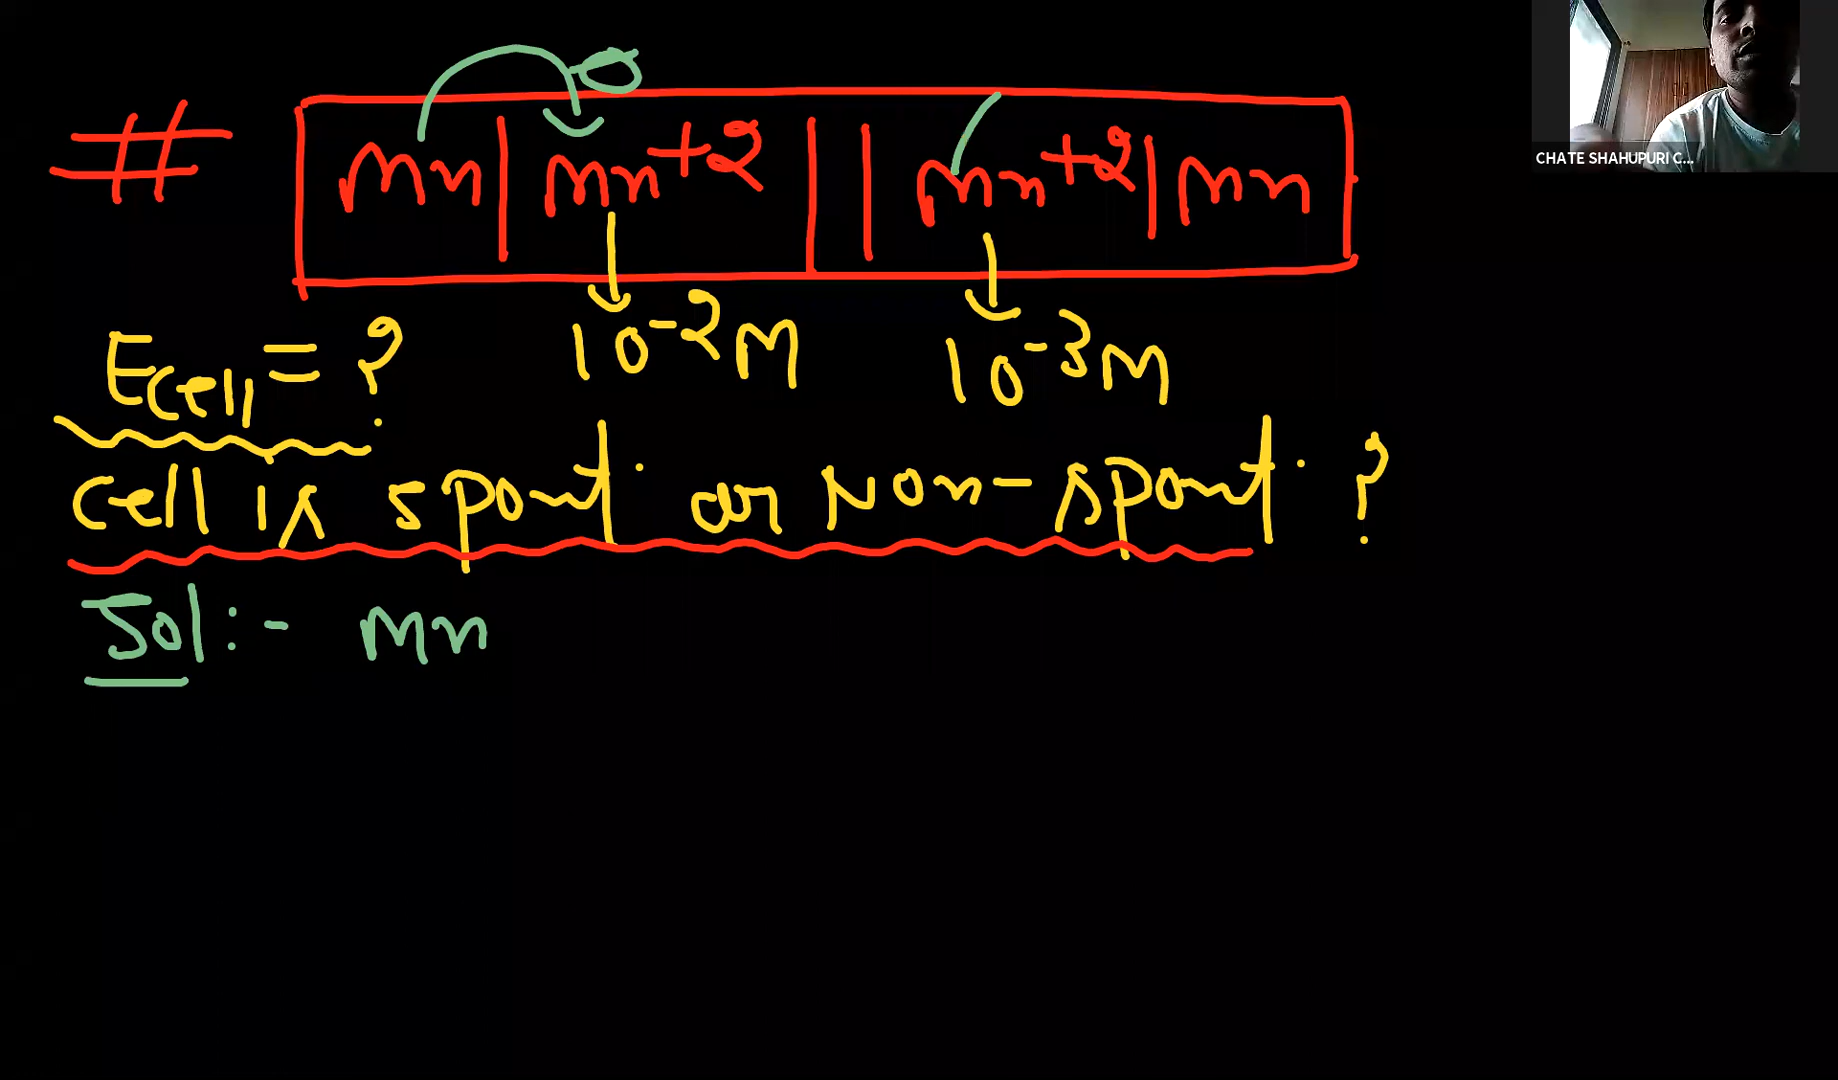 CHATE SHAHUPURI C...
# Mn | Mn+2 || Mn+2 | Mn
10-2M 10-3M
Ecell = ?
Cell is spont. or Non-spont. ?
Sol:- Mn